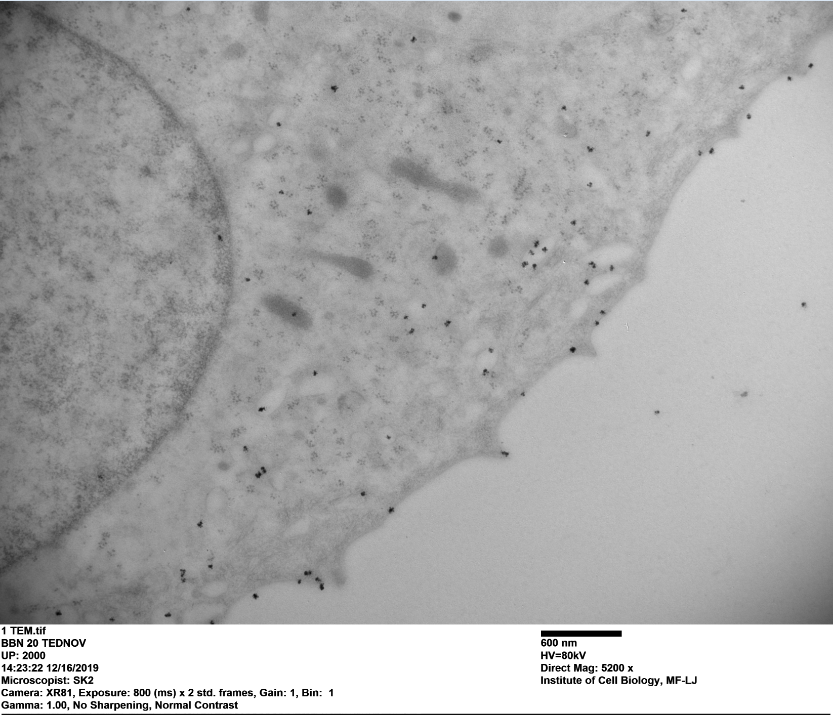 1 TEM.tif
BBN 20 TEDNOV
UP: 2000
14:23:22 12/16/2019
Microscopist: SK2
Camera: XR81, Exposure: 800 (ms) x 2 std. frames, Gain: 1, Bin: 1
Gamma: 1.00, No Sharpening, Normal Contrast
600 nm
HV=80kV
Direct Mag: 5200 x
Institute of Cell Biology, MF-LJ